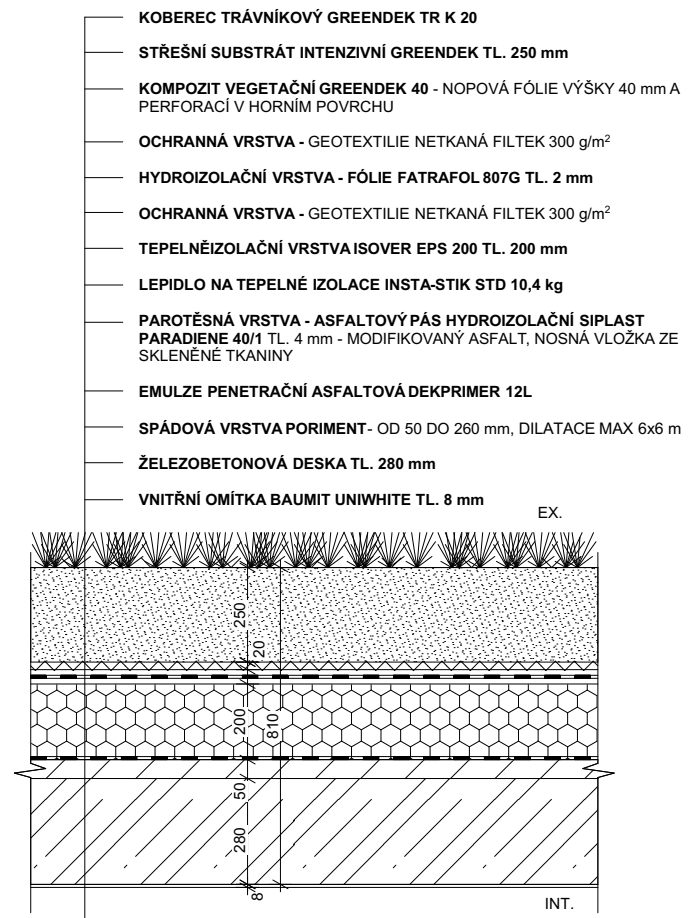 KOBEREC TRÁVNÍKOVÝ GREENDEK TR K 20
STŘEŠNÍ SUBSTRÁT INTENZIVNÍ GREENDEK TL. 250 mm
KOMPOZIT VEGETAČNÍ GREENDEK 40 - NOPOVÁ FÓLIE VÝŠKY 40 mm A
PERFORACÍ V HORNÍM POVRCHU
OCHRANNÁ VRSTVA - GEOTEXTILIE NETKANÁ FILTEK 300 g/m²
HYDROIZOLAČNÍ VRSTVA - FÓLIE FATRAFOL 807G TL. 2 mm
OCHRANNÁ VRSTVA - GEOTEXTILIE NETKANÁ FILTEK 300 g/m²
TEPELNĚIZOLAČNÍ VRSTVA ISOVER EPS 200 TL. 200 mm
LEPIDLO NA TEPELNÉ IZOLACE INSTA-STIK STD 10,4 kg
PAROTĚSNÁ VRSTVA - ASFALTOVÝ PÁS HYDROIZOLAČNÍ SIPLAST
PARADIENE 40/1 TL. 4 mm - MODIFIKOVANÝ ASFALT, NOSNÁ VLOŽKA ZE
SKLENĚNÉ TKANINY
EMULZE PENETRAČNÍ ASFALTOVÁ DEKPRIMER 12L
SPÁDOVÁ VRSTVA PORIMENT- OD 50 DO 260 mm, DILATACE MAX 6x6 m
ŽELEZOBETONOVÁ DESKA TL. 280 mm
VNITŘNÍ OMÍTKA BAUMIT UNIWHITE TL. 8 mm
EX.
250
20
200
810
50
280
8
INT.